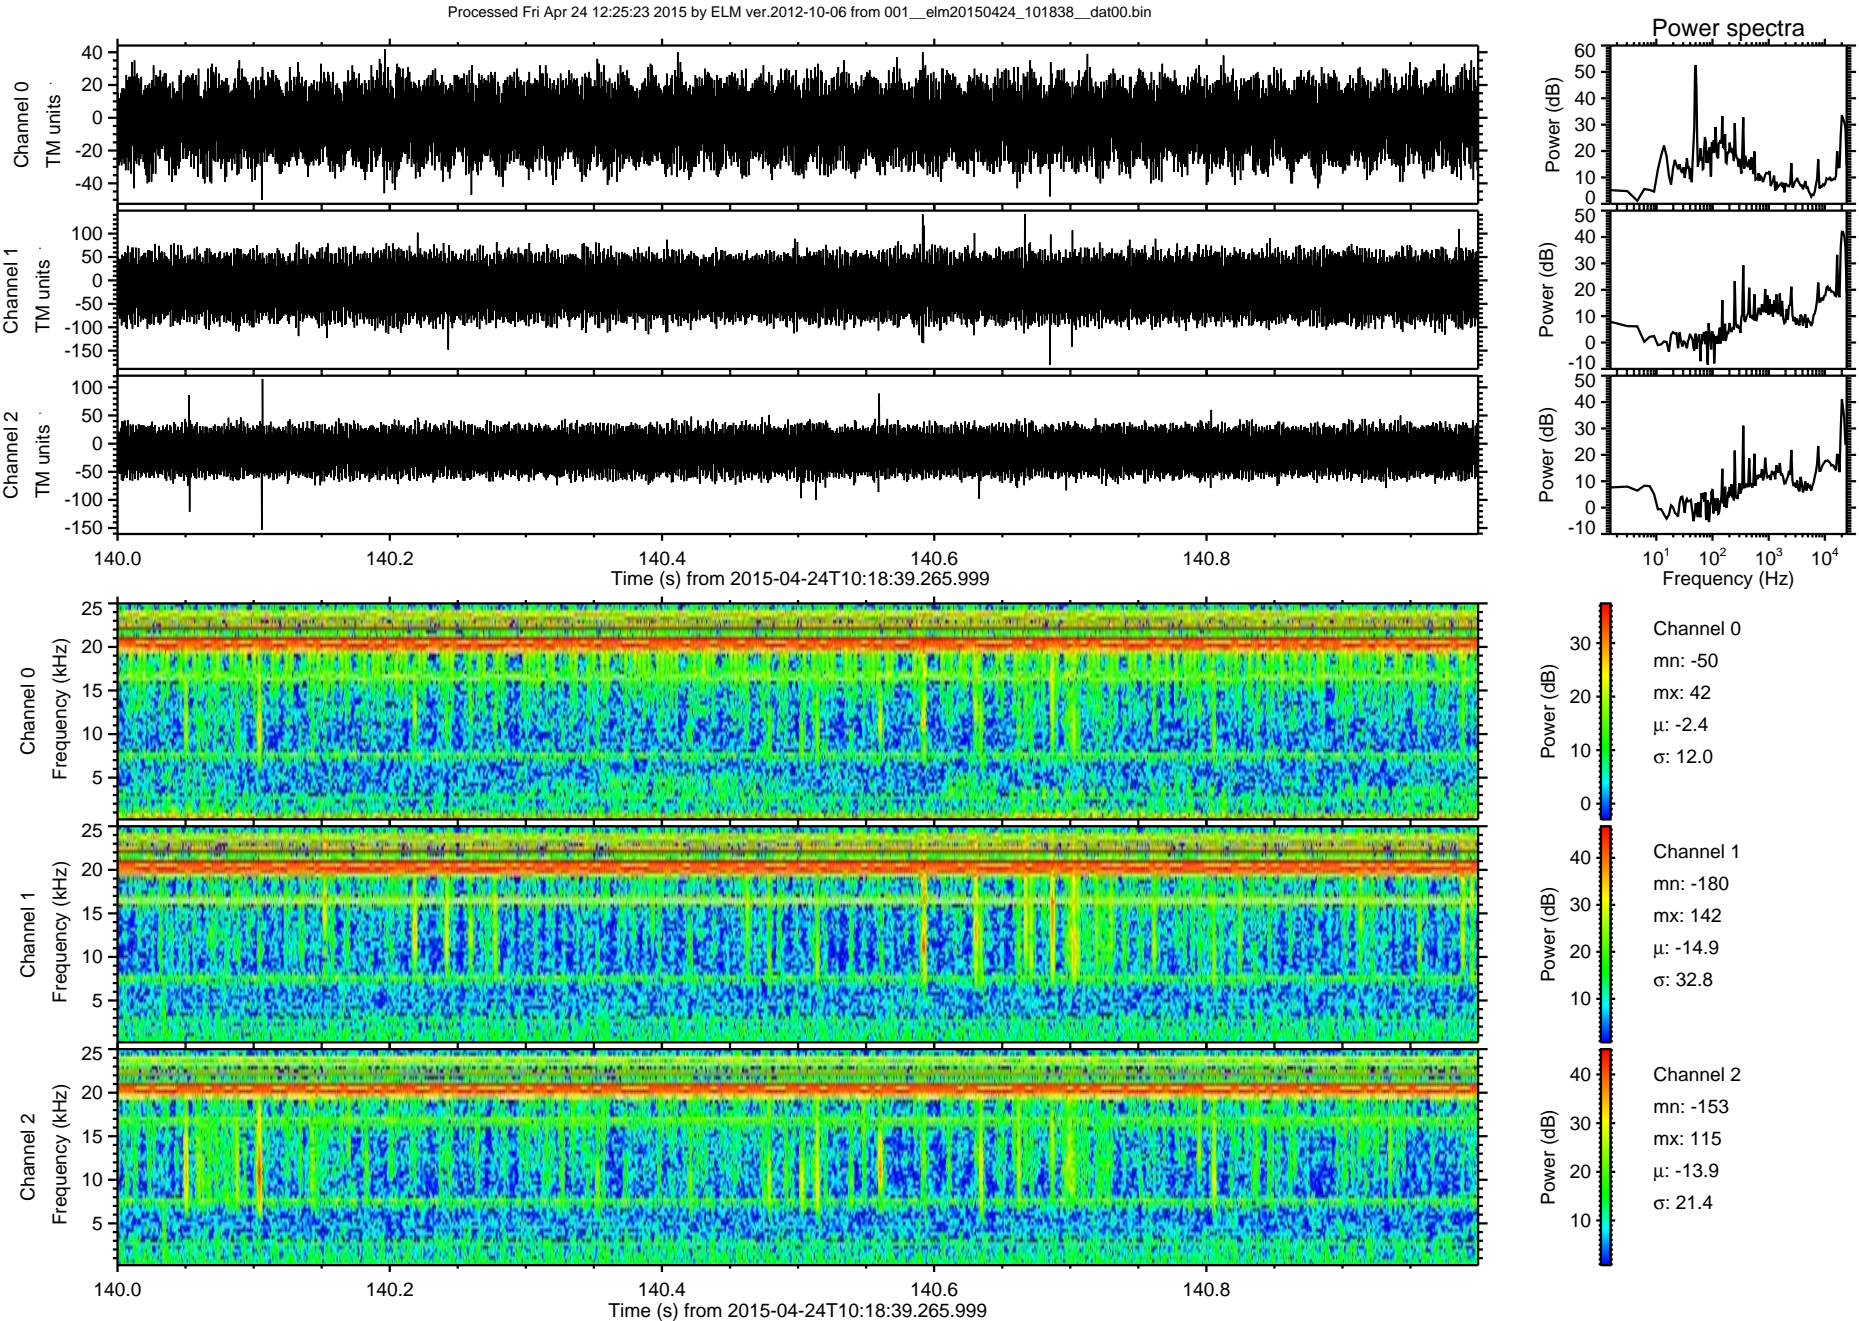 Processed Fri Apr 24 12:25:23 2015 by ELM ver.2012-10-06 from 001__elm20150424_101838__dat00.bin
Power spectra
Channel 0
TM units
40
20
0
-20
-40
Power (dB)
60
50
40
30
20
10
0
Channel 1
TM units
100
50
0
-50
-100
-150
Power (dB)
50
40
30
20
10
0
-10
Channel 2
TM units
100
50
0
-50
-100
-150
Power (dB)
50
40
30
20
10
0
-10
140.0 140.2 140.4 140.6 140.8
Time (s) from 2015-04-24T10:18:39.265.999
10¹ 10² 10³ 10⁴
Frequency (Hz)
Channel 0
Frequency (kHz)
25
20
15
10
5
Power (dB)
30
20
10
0
Channel 0
mn: -50
mx: 42
μ: -2.4
σ: 12.0
Channel 1
Frequency (kHz)
25
20
15
10
5
Power (dB)
40
30
20
10
Channel 1
mn: -180
mx: 142
μ: -14.9
σ: 32.8
Channel 2
Frequency (kHz)
25
20
15
10
5
Power (dB)
40
30
20
10
Channel 2
mn: -153
mx: 115
μ: -13.9
σ: 21.4
140.0 140.2 140.4 140.6 140.8
Time (s) from 2015-04-24T10:18:39.265.999